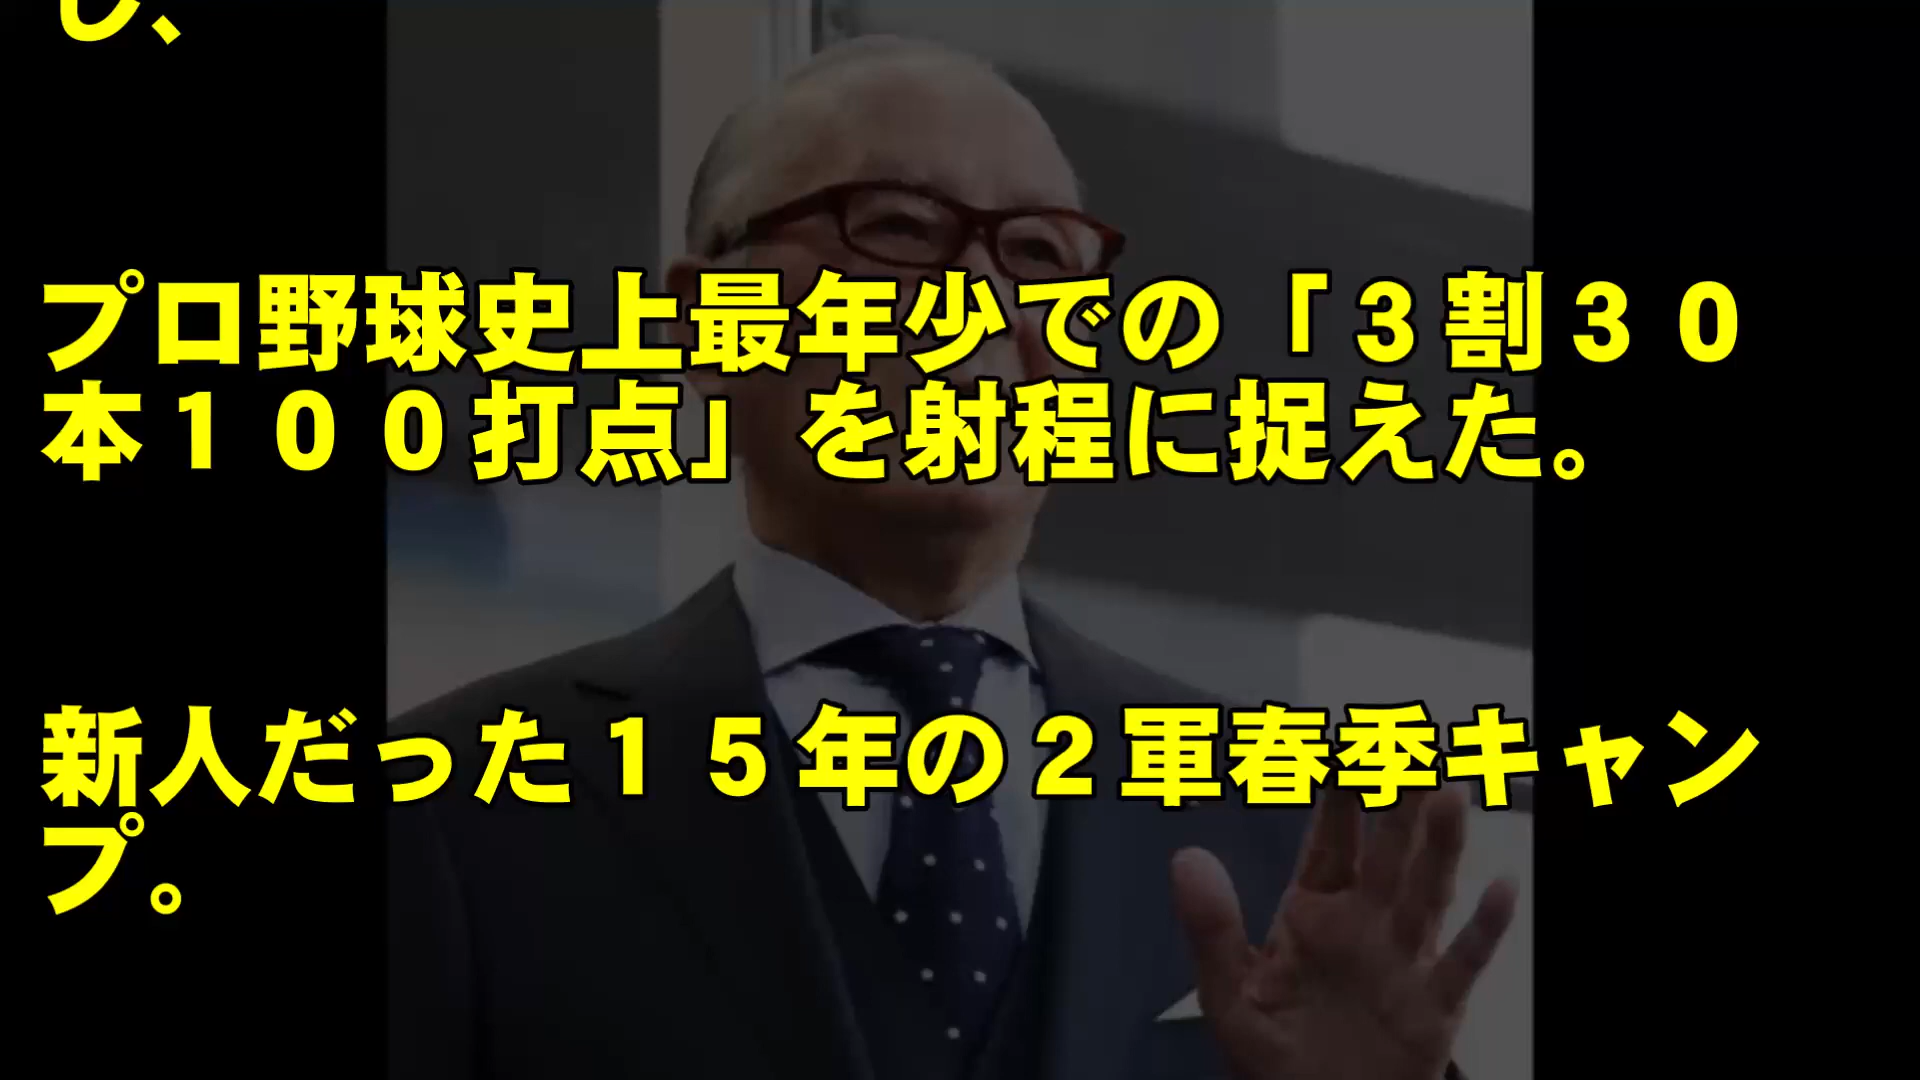 し、
プロ野球史上最年少での「３割３０
本１００打点」を射程に捉えた。
新人だった１５年の２軍春季キャン
プ。